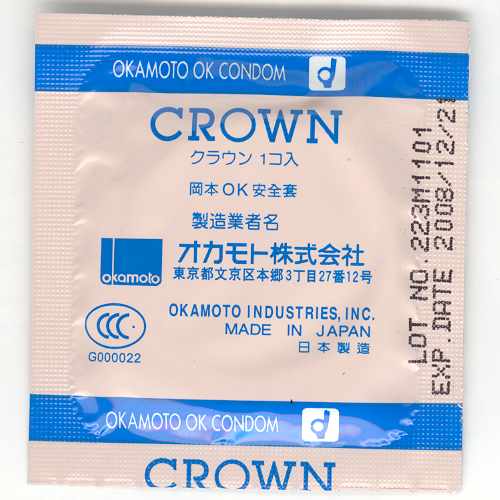 OKAMOTO OK CONDOM
CROWN
クラウン 1コ入
岡本OK安全套
製造業者名
オカモト株式会社
okamoto
東京都文京区本郷3丁目27番12号
OKAMOTO INDUSTRIES, INC.
MADE IN JAPAN
日本製造
CCC
G000022
LOT NO. 223M1101
EXP. DATE 2008/12/21
OKAMOTO OK CONDOM
CROWN